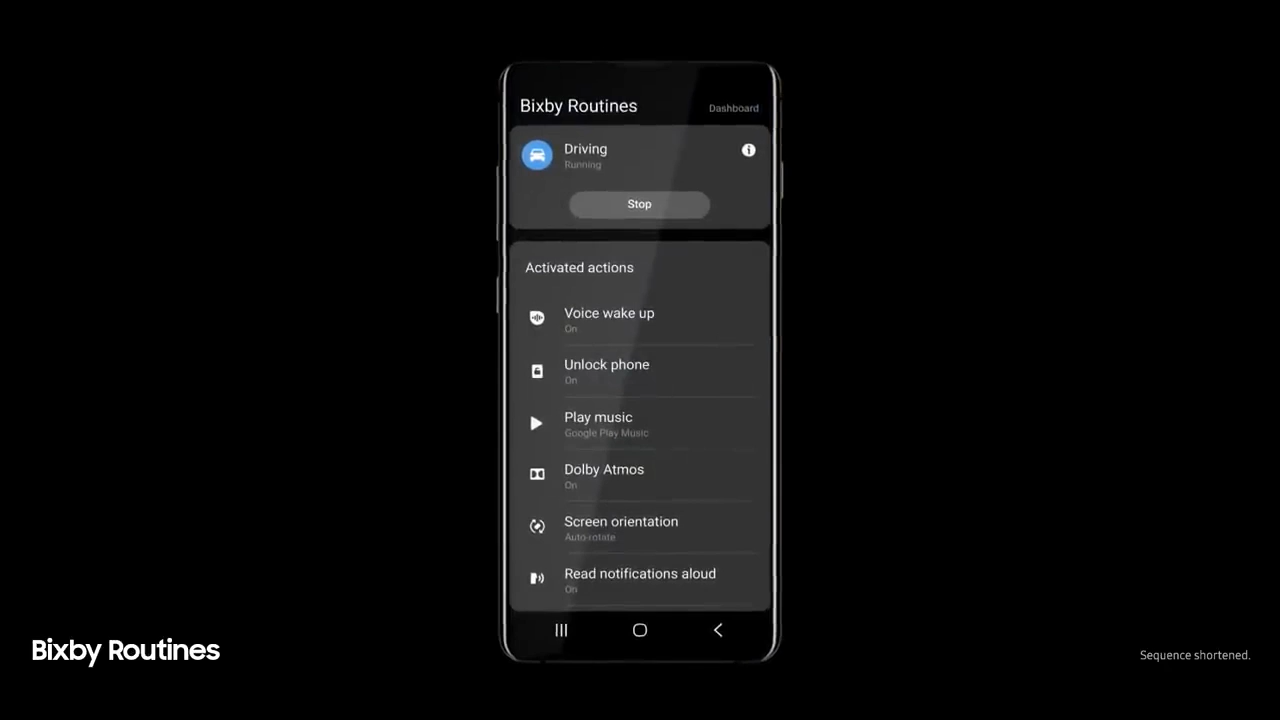 Bixby Routines
Dashboard
Driving
Running
Stop
Activated actions
Voice wake up
On
Unlock phone
On
Play music
Google Play Music
Dolby Atmos
On
Screen orientation
Auto rotate
Read notifications aloud
On
Bixby Routines
Sequence shortened.